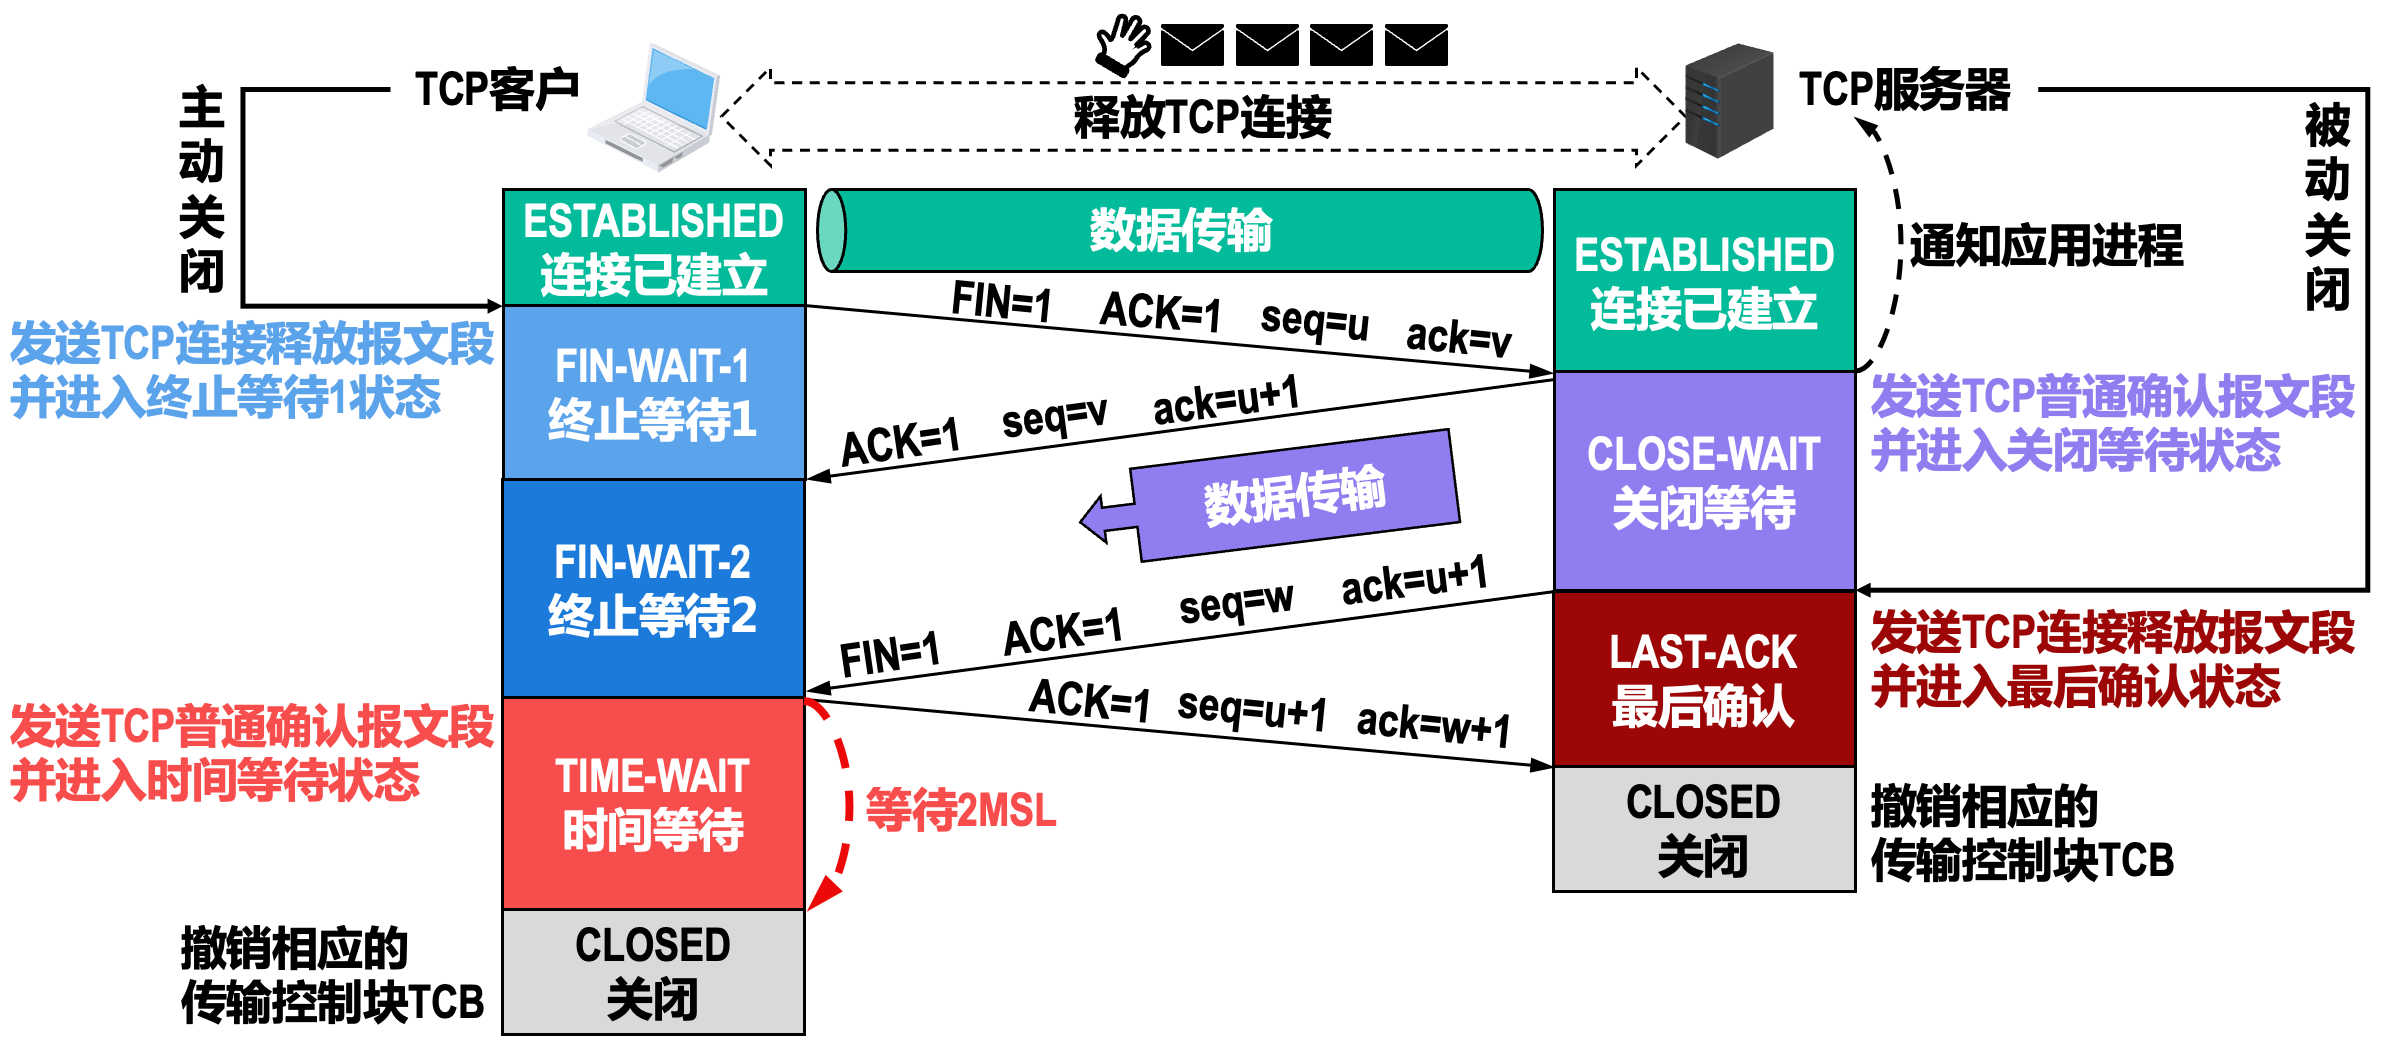 TCP客户
释放TCP连接
TCP服务器
主动关闭
被动关闭
ESTABLISHED
连接已建立
数据传输
ESTABLISHED
连接已建立
通知应用进程
FIN=1 ACK=1 seq=u ack=v
发送TCP连接释放报文段
并进入终止等待1状态
FIN-WAIT-1
终止等待1
ACK=1 seq=v ack=u+1
发送TCP普通确认报文段
并进入关闭等待状态
CLOSE-WAIT
关闭等待
数据传输
FIN-WAIT-2
终止等待2
FIN=1 ACK=1 seq=w ack=u+1
LAST-ACK
最后确认
发送TCP连接释放报文段
并进入最后确认状态
ACK=1 seq=u+1 ack=w+1
发送TCP普通确认报文段
并进入时间等待状态
TIME-WAIT
时间等待
等待2MSL
CLOSED
关闭
撤销相应的
传输控制块TCB
撤销相应的
传输控制块TCB
CLOSED
关闭